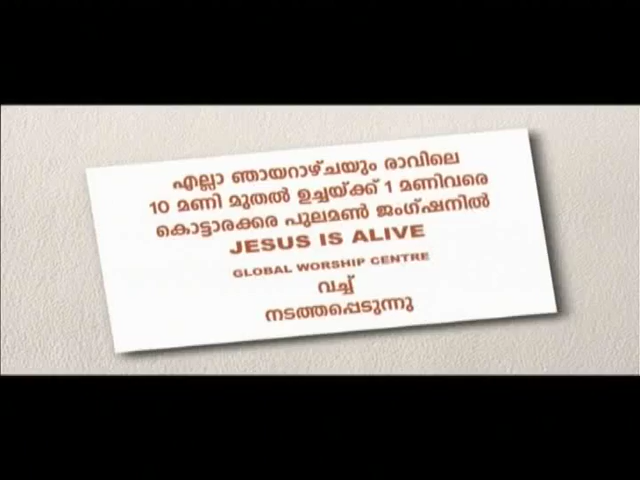 എല്ലാ ഞായറാഴ്ചയും രാവിലെ
10 മണി മുതൽ ഉച്ചയ്ക്ക് 1 മണിവരെ
കൊട്ടാരക്കര പുലമൺ ജംഗ്ഷനിൽ
JESUS IS ALIVE
GLOBAL WORSHIP CENTRE
വച്ച്
നടത്തപ്പെടുന്നു